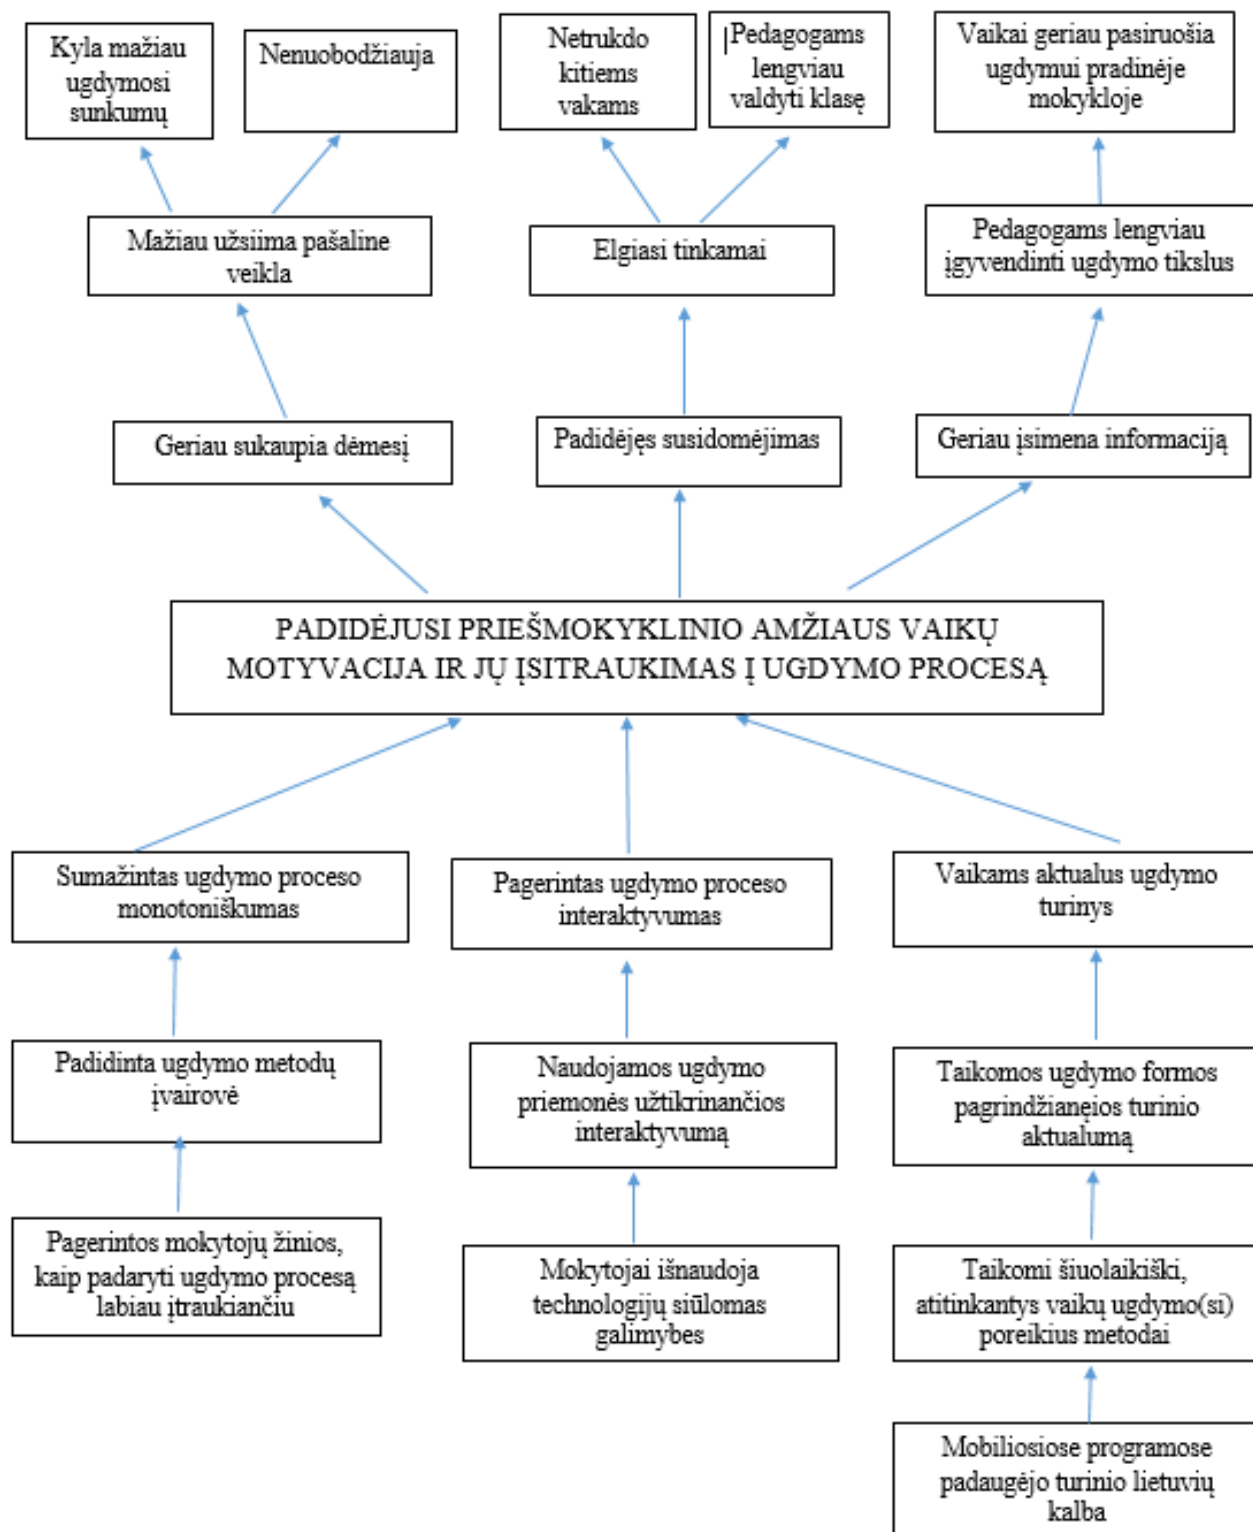 Kyla mažiau
ugdymosi
sunkumų
Nenuobodžiauja
Netrukdo
kitiems
vakams
Pedagogams
lengviau
valdyti klasę
Vaikai geriau pasiruošia
ugdymui pradinėje
mokykloje
Mažiau užsiima pašaline
veikla
Elgiasi tinkamai
Pedagogams lengviau
įgyvendinti ugdymo tikslus
Geriau sukaupia dėmesį
Padidėjęs susidomėjimas
Geriau įsimena informaciją
PADIDĖJUSI PRIEŠMOKYKLINIO AMŽIAUS VAIKŲ
MOTYVACIJA IR JŲ ĮSITRAUKIMAS Į UGDYMO PROCESĄ
Sumažintas ugdymo proceso
monotoniškumas
Pagerintas ugdymo proceso
interaktyvumas
Vaikams aktualus ugdymo
turinys
Padidinta ugdymo metodų
įvairovė
Naudojamos ugdymo
priemonės užtikrinančios
interaktyvumą
Taikomos ugdymo formos
pagrindžianęios turinio
aktualumą
Pagerintos mokytojų žinios,
kaip padaryti ugdymo procesą
labiau įtraukiančiu
Mokytojai išnaudoja
technologijų siūlomas
galimybes
Taikomi šiuolaikiški,
atitinkantys vaikų ugdymo(si)
poreikius metodai
Mobiliosiose programose
padaugėjo turinio lietuvių
kalba